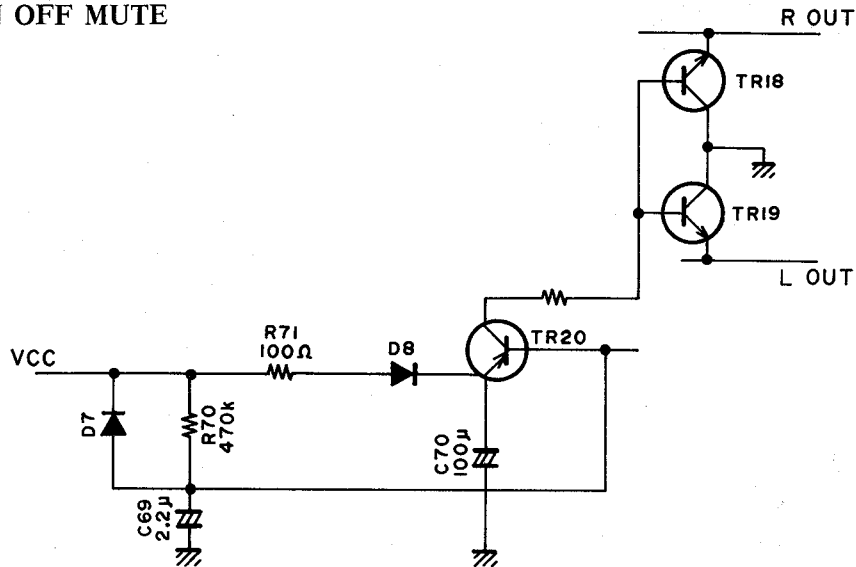 OFF MUTE
R OUT
TR18
TR19
L OUT
R71
100Ω
D8
TR20
VCC
D7
R70
470k
C70
100μ
C69
2.2μ